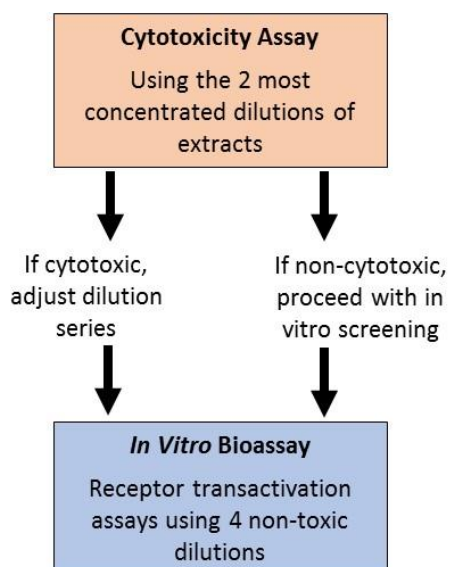 Cytotoxicity Assay
Using the 2 most
concentrated dilutions of
extracts
If cytotoxic,
adjust dilution
series
If non-cytotoxic,
proceed with in
vitro screening
In Vitro Bioassay
Receptor transactivation
assays using 4 non-toxic
dilutions